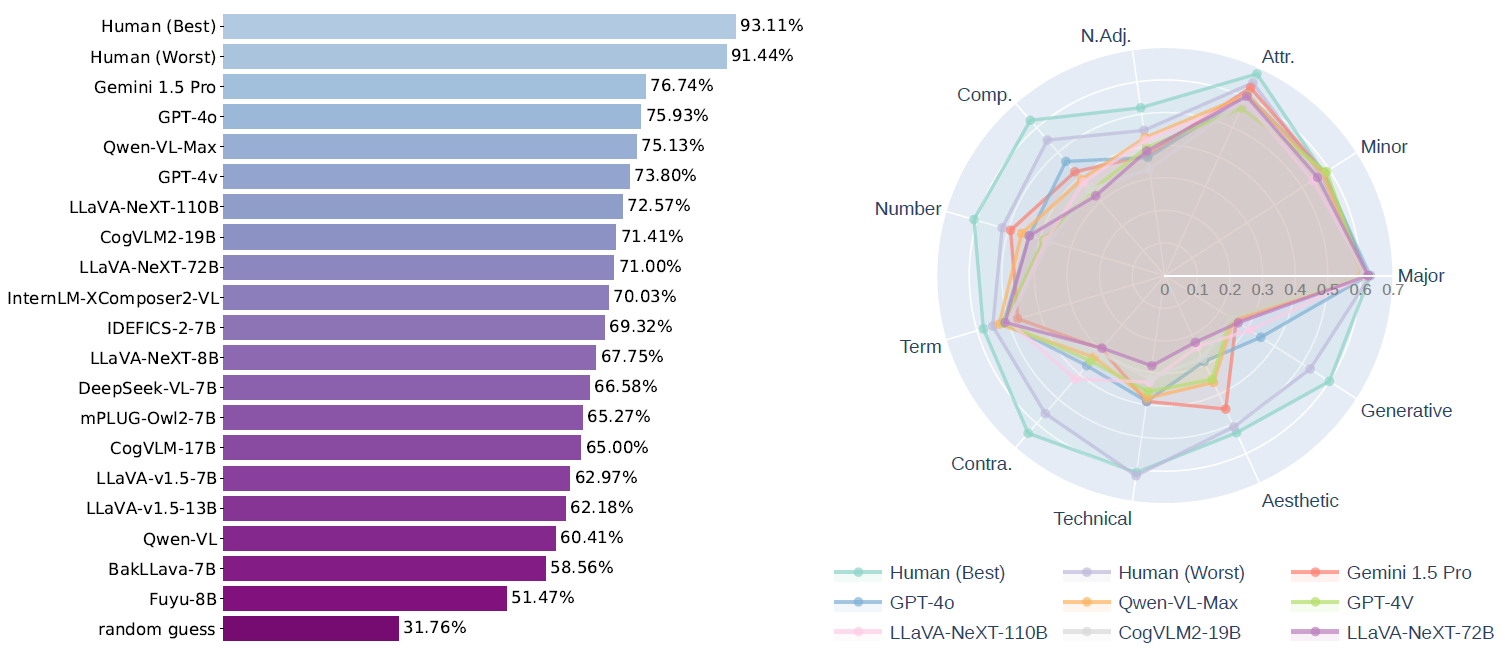 Human (Best) 93.11%
Human (Worst) 91.44%
Gemini 1.5 Pro 76.74%
GPT-4o 75.93%
Qwen-VL-Max 75.13%
GPT-4v 73.80%
LLaVA-NeXT-110B 72.57%
CogVLM2-19B 71.41%
LLaVA-NeXT-72B 71.00%
InternLM-XComposer2-VL 70.03%
IDEFICS-2-7B 69.32%
LLaVA-NeXT-8B 67.75%
DeepSeek-VL-7B 66.58%
mPLUG-Owl2-7B 65.27%
CogVLM-17B 65.00%
LLaVA-v1.5-7B 62.97%
LLaVA-v1.5-13B 62.18%
Qwen-VL 60.41%
BakLLava-7B 58.56%
Fuyu-8B 51.47%
random guess 31.76%
N.Adj.
Attr.
Comp.
Minor
Number
Major
0 0.1 0.2 0.3 0.4 0.5 0.6 0.7
Term
Generative
Contra.
Aesthetic
Technical
Human (Best) Human (Worst) Gemini 1.5 Pro
GPT-4o Qwen-VL-Max GPT-4V
LLaVA-NeXT-110B CogVLM2-19B LLaVA-NeXT-72B